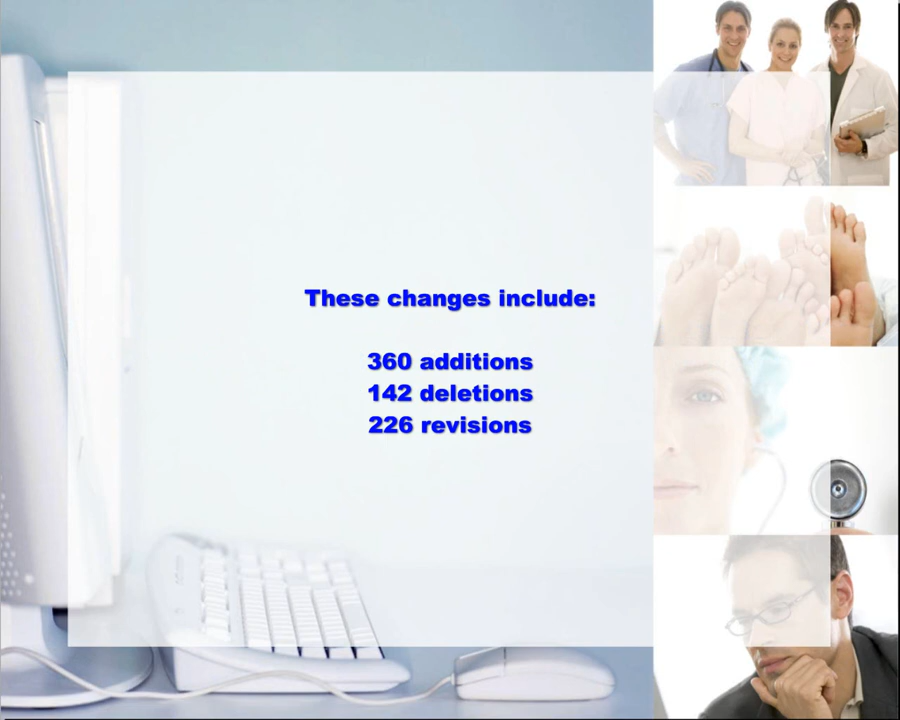 These changes include:
360 additions
142 deletions
226 revisions